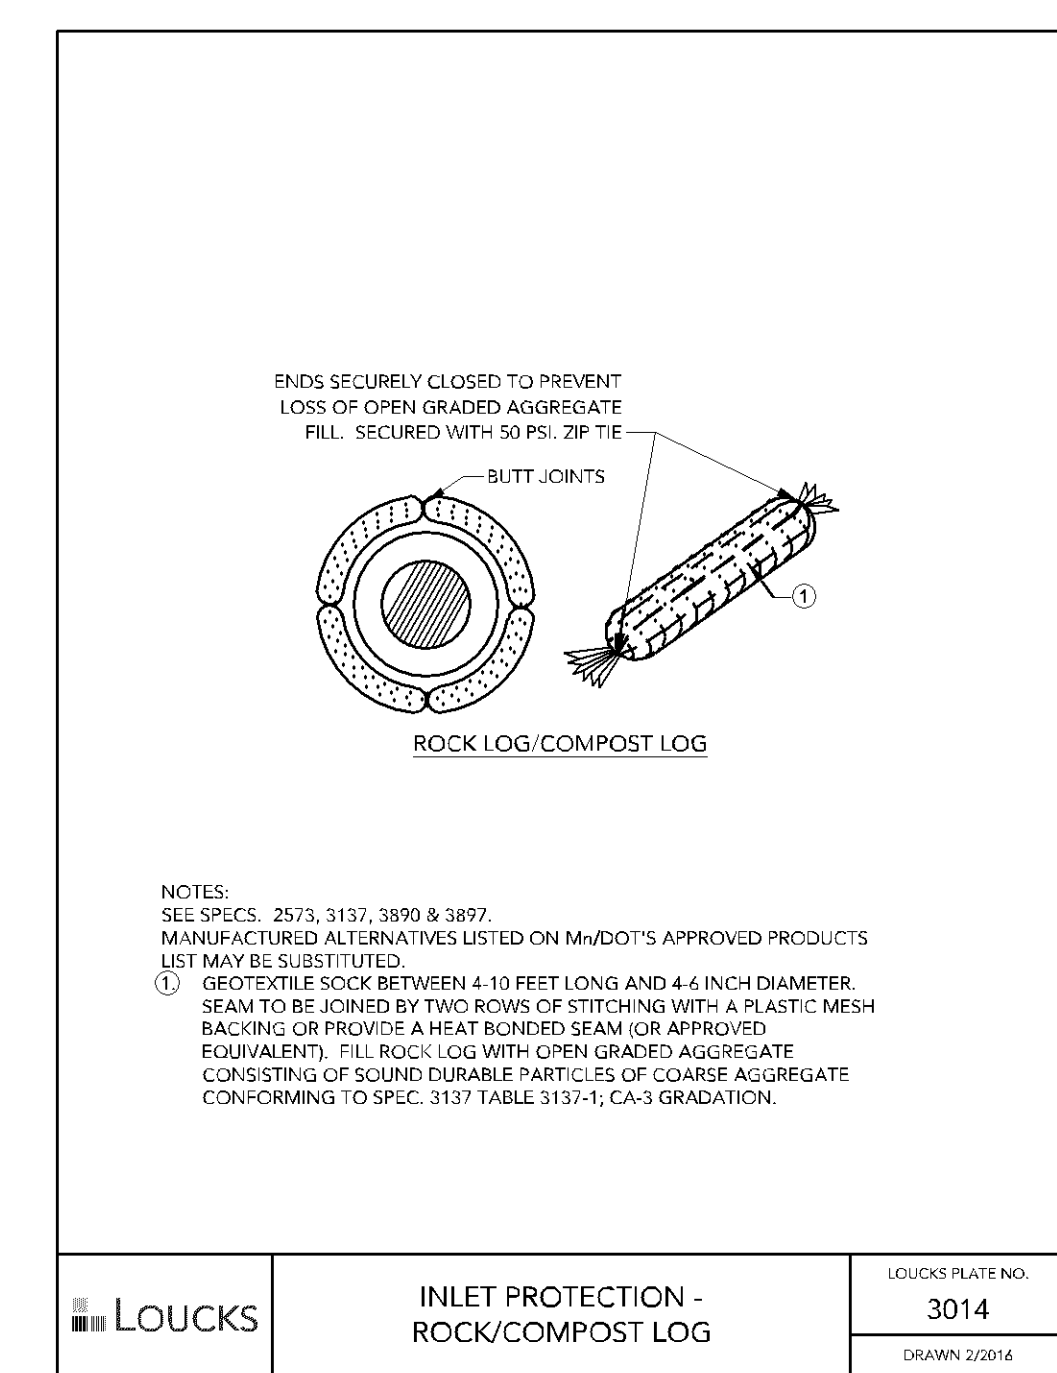 ENDS SECURELY CLOSED TO PREVENT
LOSS OF OPEN GRADED AGGREGATE
FILL. SECURED WITH 50 PSI. ZIP TIE
BUTT JOINTS
1
ROCK LOG/COMPOST LOG
NOTES:
SEE SPECS. 2573, 3137, 3890 & 3897.
MANUFACTURED ALTERNATIVES LISTED ON Mn/DOT'S APPROVED PRODUCTS
LIST MAY BE SUBSTITUTED.
1. GEOTEXTILE SOCK BETWEEN 4-10 FEET LONG AND 4-6 INCH DIAMETER.
SEAM TO BE JOINED BY TWO ROWS OF STITCHING WITH A PLASTIC MESH
BACKING OR PROVIDE A HEAT BONDED SEAM (OR APPROVED
EQUIVALENT). FILL ROCK LOG WITH OPEN GRADED AGGREGATE
CONSISTING OF SOUND DURABLE PARTICLES OF COARSE AGGREGATE
CONFORMING TO SPEC. 3137 TABLE 3137-1; CA-3 GRADATION.
LOUCKS
INLET PROTECTION -
ROCK/COMPOST LOG
LOUCKS PLATE NO.
3014
DRAWN 2/2016